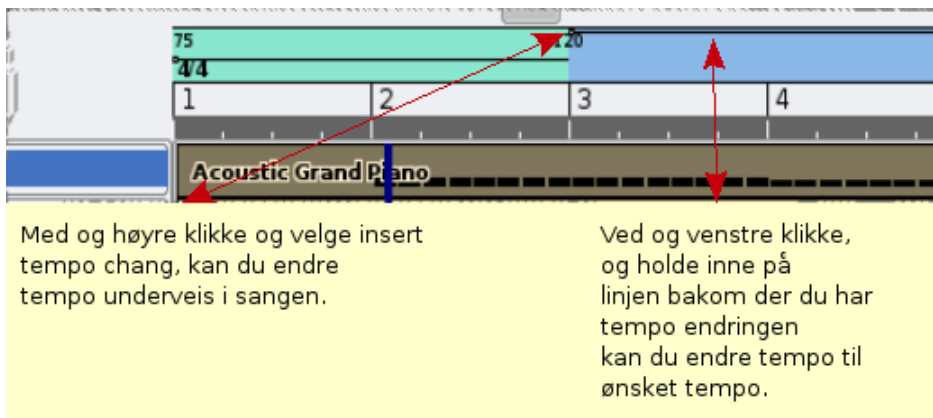 75
120
4/4
1 2 3 4
Acoustic Grand Piano
Med og høyre klikke og velge insert
tempo chang, kan du endre
tempo underveis i sangen.
Ved og venstre klikke,
og holde inne på
linjen bakom der du har
tempo endringen
kan du endre tempo til
ønsket tempo.